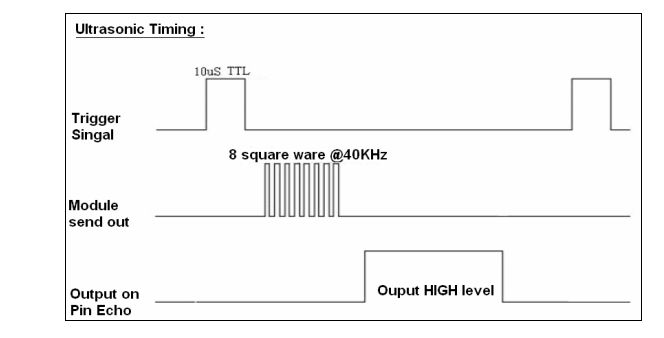 Ultrasonic Timing :
10uS TTL
Trigger
Singal
8 square ware @40KHz
Module
send out
Ouput HIGH level
Output on
Pin Echo